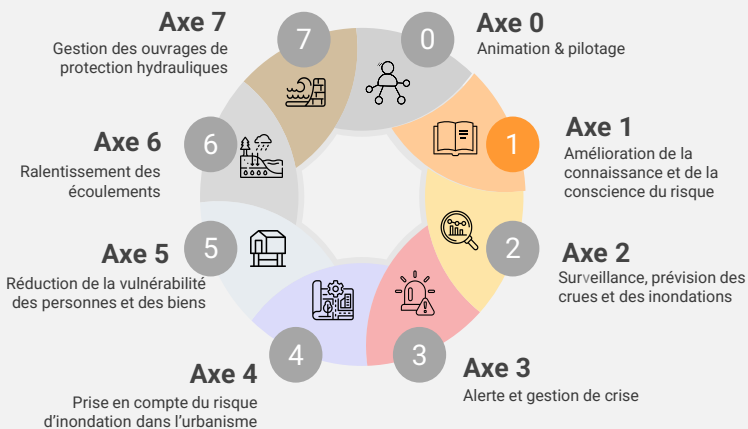 0
Axe 0
Animation & pilotage
1
Axe 1
Amélioration de la
connaissance et de la
conscience du risque
2
Axe 2
Surveillance, prévision des
crues et des inondations
3
Axe 3
Alerte et gestion de crise
4
Axe 4
Prise en compte du risque
d'inondation dans l'urbanisme
5
Axe 5
Réduction de la vulnérabilité
des personnes et des biens
6
Axe 6
Ralentissement des
écoulements
7
Axe 7
Gestion des ouvrages de
protection hydrauliques